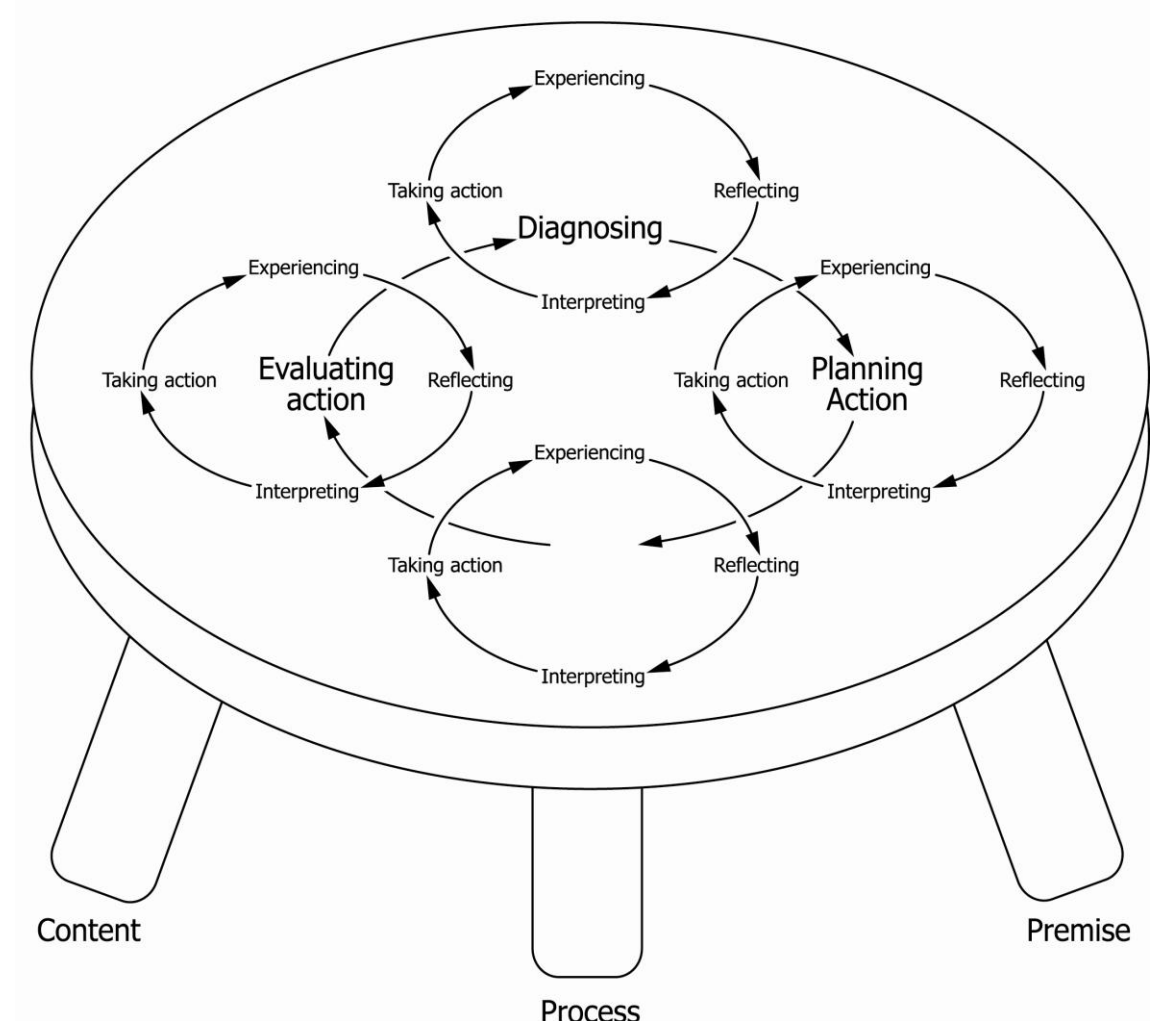 Experiencing
Taking action
Reflecting
Diagnosing
Interpreting
Experiencing
Taking action
Evaluating
action
Reflecting
Interpreting
Experiencing
Taking action
Planning
Action
Reflecting
Interpreting
Experiencing
Taking action
Reflecting
Interpreting
Content
Process
Premise